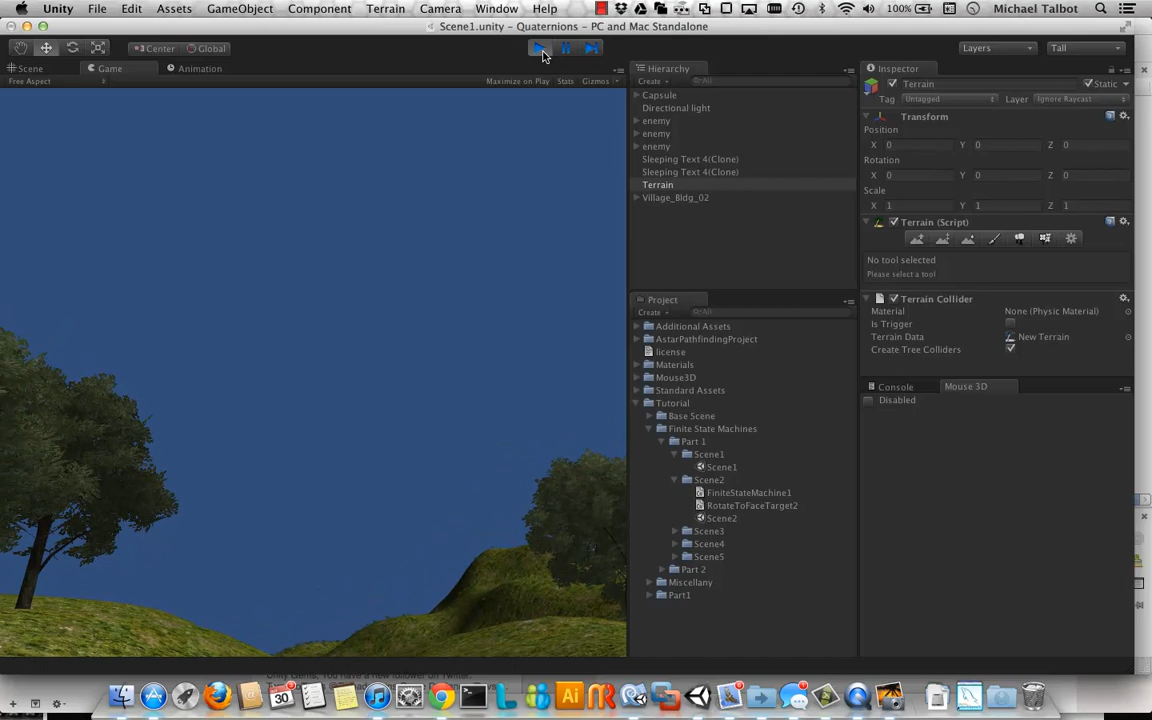 Unity File Edit Assets GameObject Component Terrain Camera Window Help 100% Michael Talbot
Scene1.unity - Quaternions - PC and Mac Standalone
Center Global Layers Tall
Scene Game Animation
Free Aspect Maximize on Play Stats Gizmos
Hierarchy
Create All
Capsule
Directional light
enemy
enemy
enemy
Sleeping Text 4(Clone)
Sleeping Text 4(Clone)
Terrain
Village_Bldg_02
Project
Create All
Additional Assets
AstarPathfindingProject
license
Materials
Mouse3D
Standard Assets
Tutorial
Base Scene
Finite State Machines
Part 1
Scene1
Scene1
Scene2
FiniteStateMachine1
RotateToFaceTarget2
Scene2
Scene3
Scene4
Scene5
Part 2
Miscellany
Part1
Inspector
Terrain Static
Tag Untagged Layer Ignore Raycast
Transform
Position
X 0 Y 0 Z 0
Rotation
X 0 Y 0 Z 0
Scale
X 1 Y 1 Z 1
Terrain (Script)
No tool selected
Please select a tool
Terrain Collider
Material None (Physic Material)
Is Trigger
Terrain Data New Terrain
Create Tree Colliders
Console Mouse 3D
Disabled
30
Ai